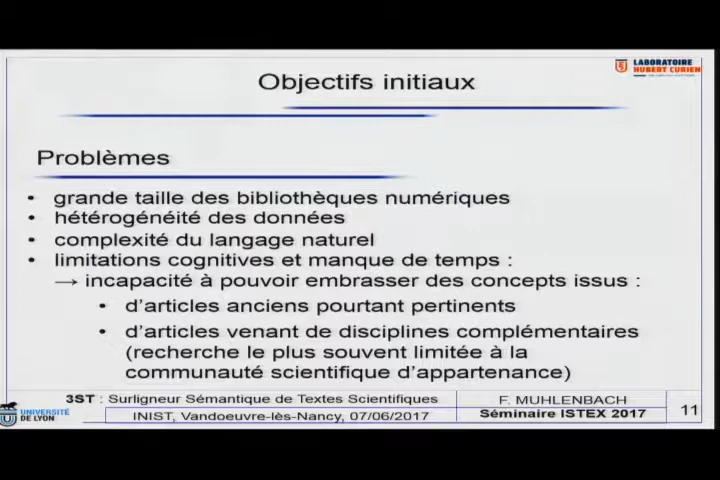 LABORATOIRE
HUBERT CURIEN
Objectifs initiaux
Problèmes
• grande taille des bibliothèques numériques
• hétérogénéité des données
• complexité du langage naturel
• limitations cognitives et manque de temps :
→ incapacité à pouvoir embrasser des concepts issus :
• d'articles anciens pourtant pertinents
• d'articles venant de disciplines complémentaires
(recherche le plus souvent limitée à la
communauté scientifique d'appartenance)
3ST : Surligneur Sémantique de Textes Scientifiques
F. MUHLENBACH
UNIVERSITÉ
DE LYON
INIST, Vandoeuvre-lès-Nancy, 07/06/2017
Séminaire ISTEX 2017
11